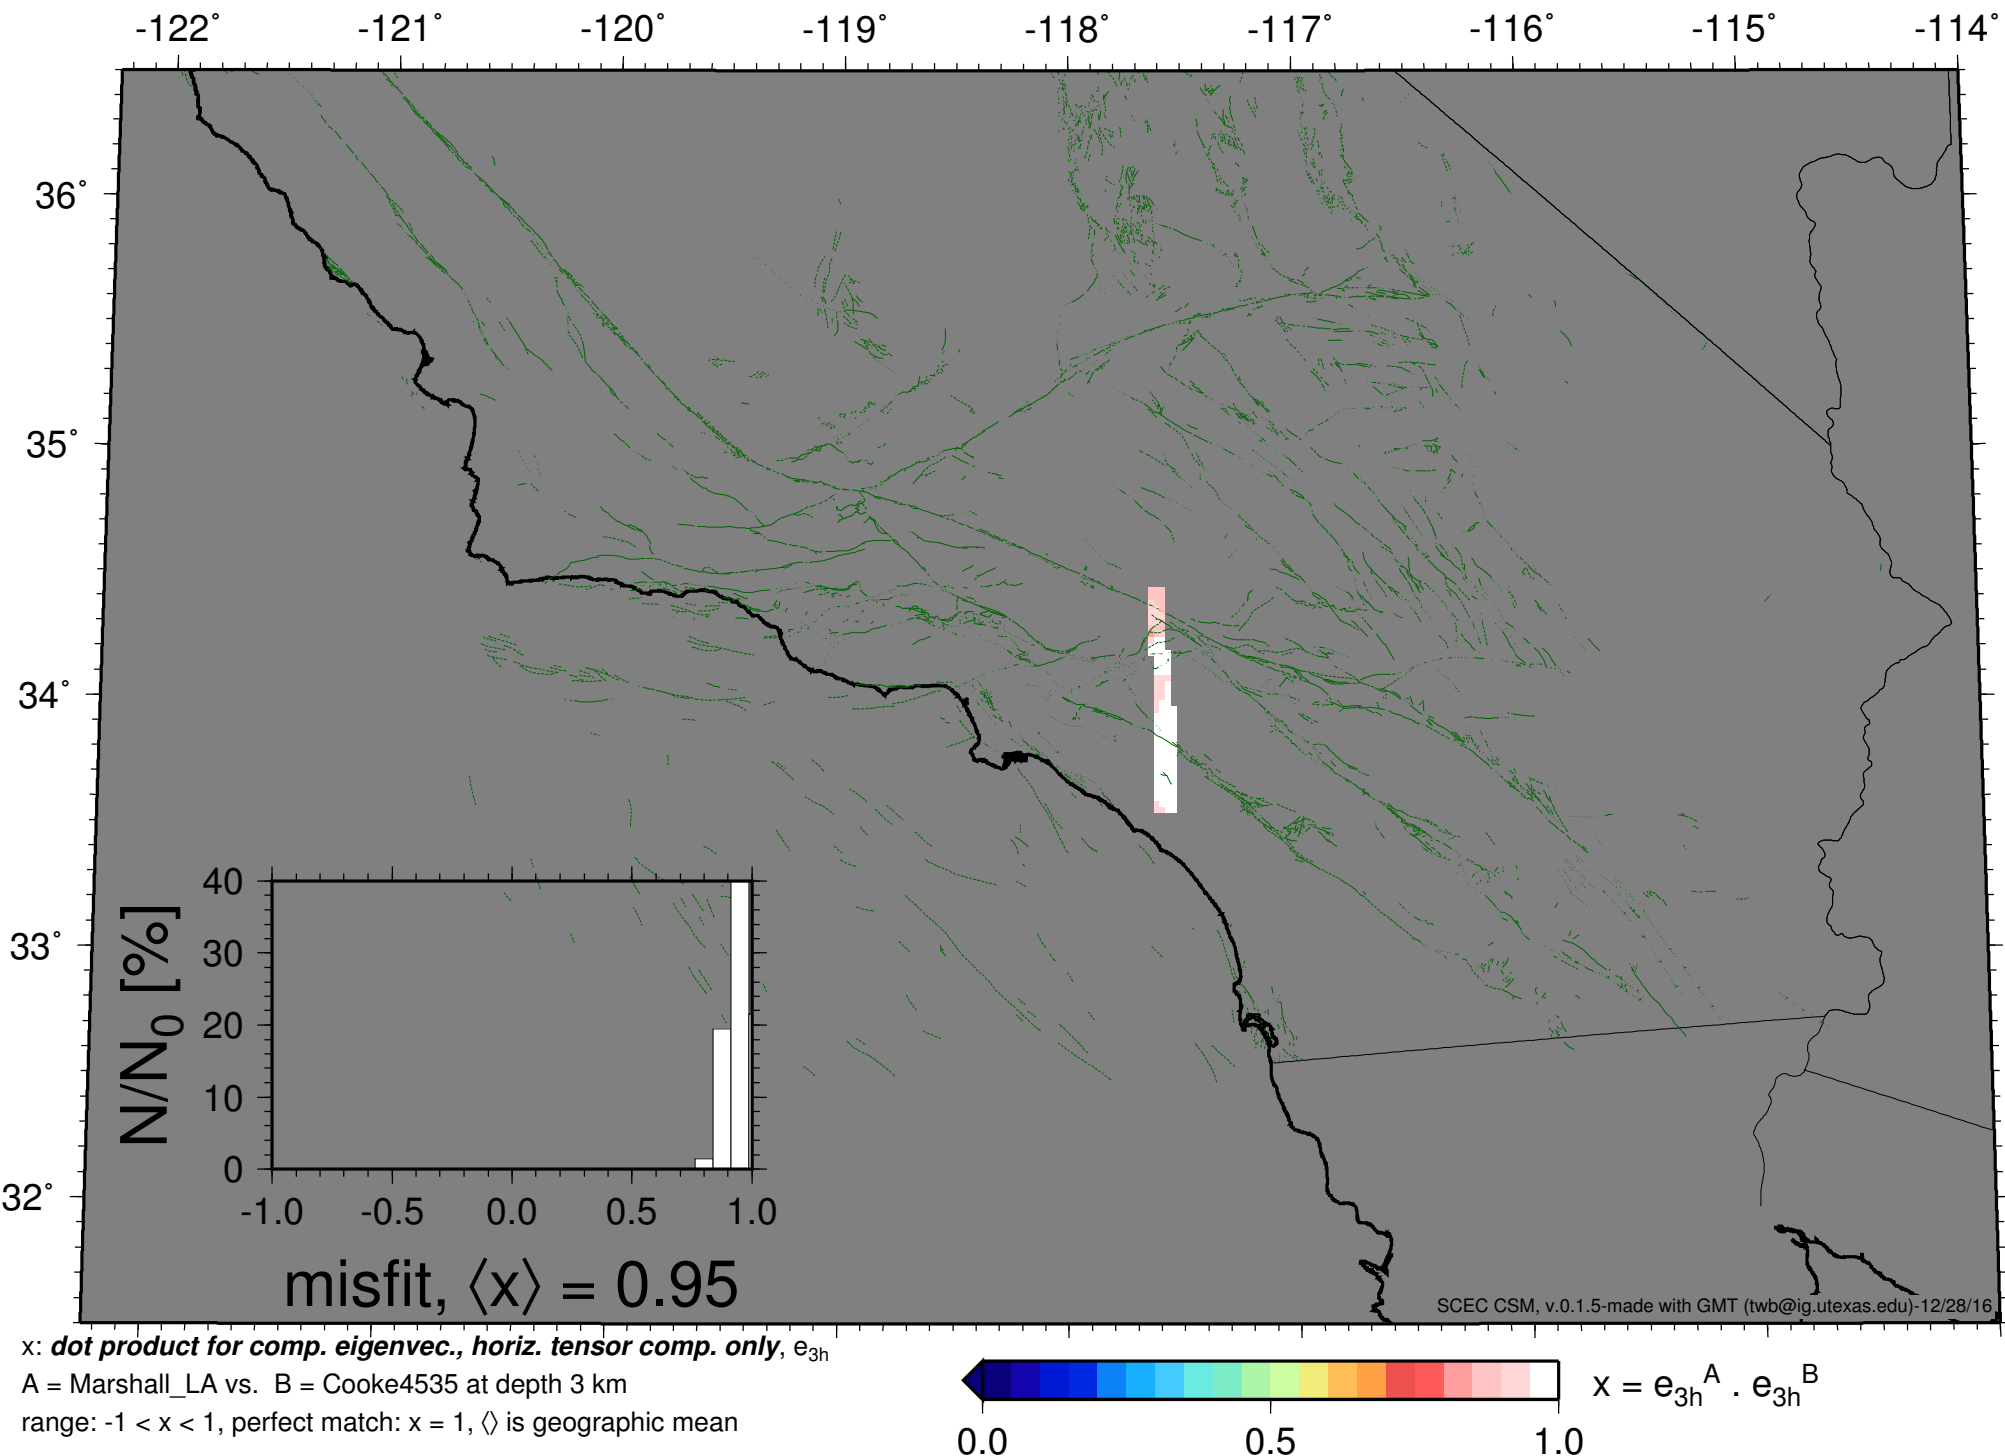 -122° -121° -120° -119° -118° -117° -116° -115° -114°
36°
35°
34°
33°
32°
N/N0 [%]
40
30
20
10
0
-1.0 -0.5 0.0 0.5 1.0
misfit, ⟨x⟩ = 0.95
SCEC CSM, v.0.1.5-made with GMT (twb@ig.utexas.edu)-12/28/16
x: dot product for comp. eigenvec., horiz. tensor comp. only, e3h
A = Marshall_LA vs. B = Cooke4535 at depth 3 km
range: -1 < x < 1, perfect match: x = 1, ⟨⟩ is geographic mean
x = e3h^A . e3h^B
0.0 0.5 1.0